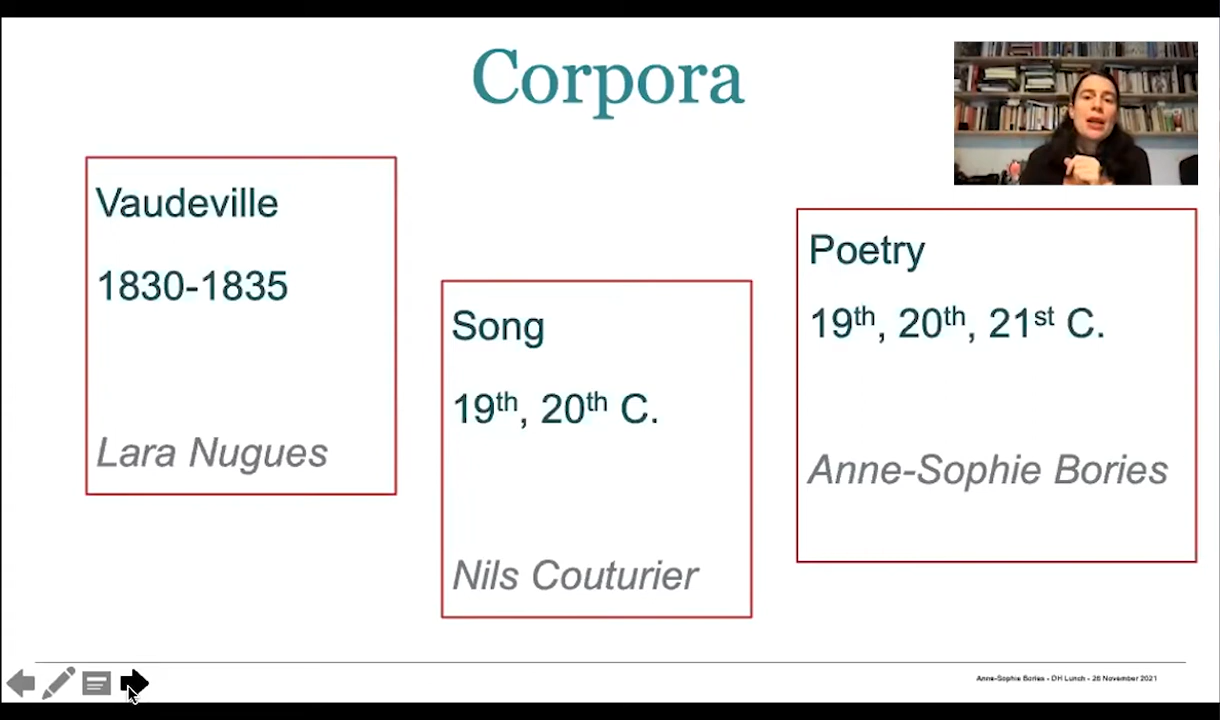 Corpora
Vaudeville
1830-1835
Lara Nugues
Song
19th, 20th C.
Nils Couturier
Poetry
19th, 20th, 21st C.
Anne-Sophie Bories
Anne-Sophie Bories - DH Lunch - 26 November 2021